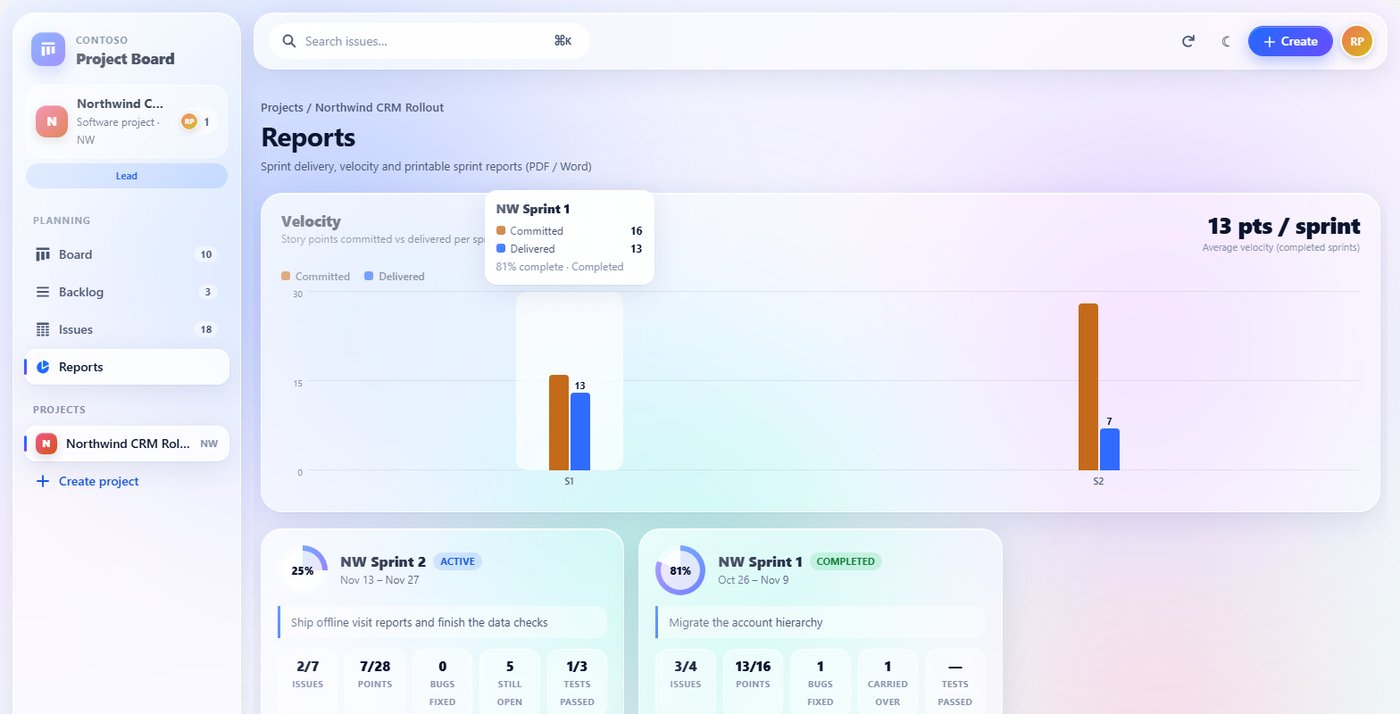 CONTOSO
Project Board
N
Northwind C...
Software project ·
NW
RP 1
Lead
PLANNING
Board 10
Backlog 3
Issues 18
Reports
PROJECTS
N Northwind CRM Rol... NW
Create project
Search issues... ⌘K
+ Create
RP
Projects / Northwind CRM Rollout
Reports
Sprint delivery, velocity and printable sprint reports (PDF / Word)
Velocity
Story points committed vs delivered per
Committed Delivered
13 pts / sprint
Average velocity (completed sprints)
NW Sprint 1
Committed 16
Delivered 13
81% complete · Completed
30
15
0
13
7
S1
S2
25%
NW Sprint 2 ACTIVE
Nov 13 – Nov 27
Ship offline visit reports and finish the data checks
2/7 7/28 0 5 1/3
ISSUES POINTS BUGS STILL TESTS
FIXED OPEN PASSED
81%
NW Sprint 1 COMPLETED
Oct 26 – Nov 9
Migrate the account hierarchy
3/4 13/16 1 1 —
ISSUES POINTS BUGS CARRIED TESTS
FIXED OVER PASSED